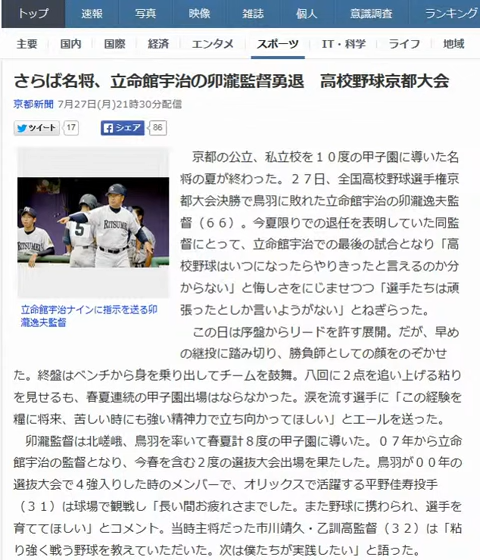 トップ 速報 写真 映像 雑誌 個人 意識調査 ランキング
主要 国内 国際 経済 エンタメ スポーツ IT・科学 ライフ 地域
さらば名将、立命館宇治の卯瀧監督勇退　高校野球京都大会
京都新聞 7月27日(月)21時30分配信
ツイート 17 シェア 86
京都の公立、私立校を１０度の甲子園に導いた名
将の夏が終わった。２７日、全国高校野球選手権京
都大会決勝で鳥羽に敗れた立命館宇治の卯瀧逸夫監
督（６６）。今夏限りでの退任を表明していた同監
督にとって、立命館宇治での最後の試合となり「高
校野球はいつになったらやりきったと言えるのか分
からない」と悔しさをにじませつつ「選手たちは頑
張ったとしか言いようがない」とねぎらった。
立命館宇治ナインに指示を送る卯
瀧逸夫監督
この日は序盤からリードを許す展開。だが、早め
の継投に踏み切り、勝負師としての顔をのぞかせ
た。終盤はベンチから身を乗り出してチームを鼓舞。八回に２点を追い上げる粘り
を見せるも、春夏連続の甲子園出場はならなかった。涙を流す選手に「この経験を
糧に将来、苦しい時にも強い精神力で立ち向かってほしい」とエールを送った。
卯瀧監督は北嵯峨、鳥羽を率いて春夏計８度の甲子園に導いた。０７年から立命
館宇治の監督となり、今春を含む２度の選抜大会出場を果たした。鳥羽が００年の
選抜大会で４強入りした時のメンバーで、オリックスで活躍する平野佳寿投手
（３１）は球場で観戦し「長い間お疲れさまでした。また野球に携わられ、選手を
育ててほしい」とコメント。当時主将だった市川靖久・乙訓高監督（３２）は「粘
り強く戦う野球を教えていただいた。次は僕たちが実践したい」と語った。
RITSUMEI
5
RITSUMEI